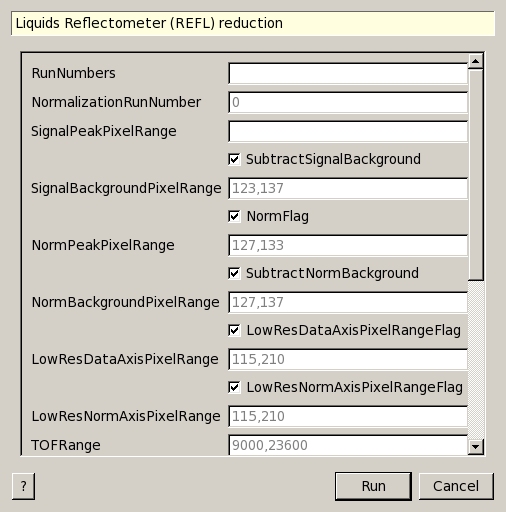 Liquids Reflectometer (REFL) reduction
RunNumbers
NormalizationRunNumber 0
SignalPeakPixelRange
SubtractSignalBackground
SignalBackgroundPixelRange 123,137
NormFlag
NormPeakPixelRange 127,133
SubtractNormBackground
NormBackgroundPixelRange 127,137
LowResDataAxisPixelRangeFlag
LowResDataAxisPixelRange 115,210
LowResNormAxisPixelRangeFlag
LowResNormAxisPixelRange 115,210
TOFRange 9000,23600
? Run Cancel